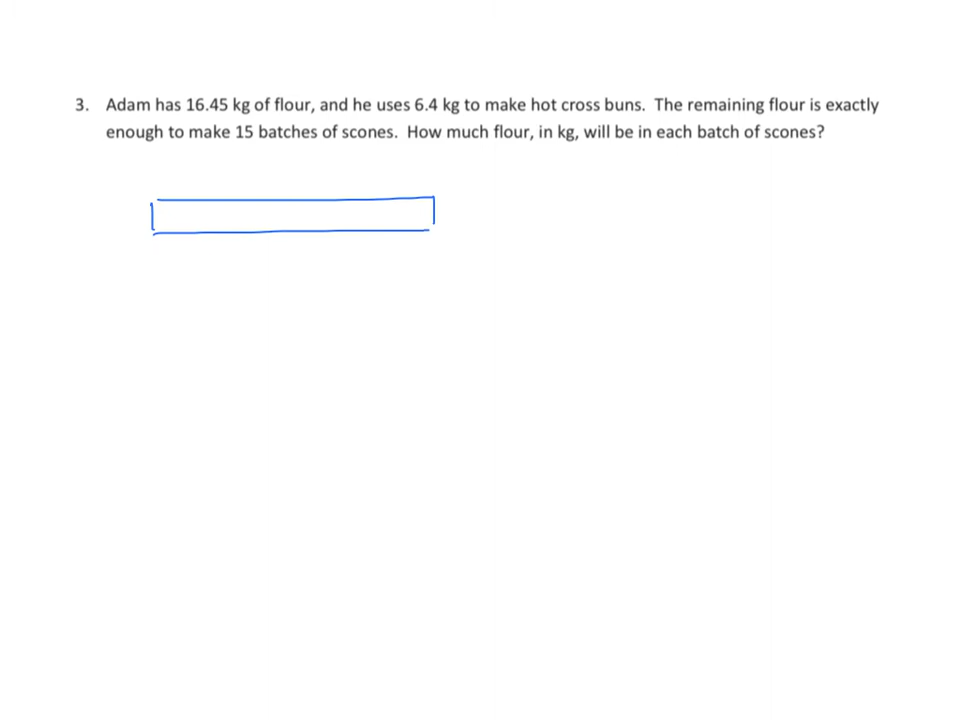 3. Adam has 16.45 kg of flour, and he uses 6.4 kg to make hot cross buns. The remaining flour is exactly
enough to make 15 batches of scones. How much flour, in kg, will be in each batch of scones?